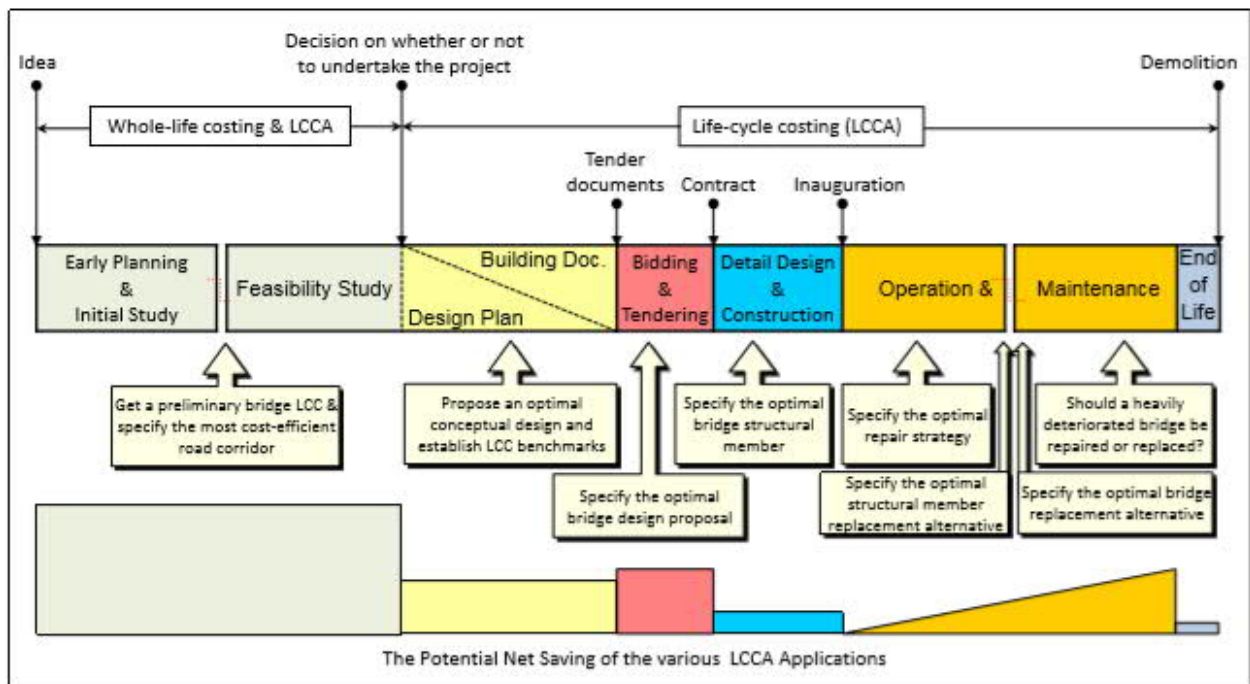 Decision on whether or not
to undertake the project
Idea
Demolition
Whole-life costing & LCCA
Life-cycle costing (LCCA)
Tender
documents
Contract
Inauguration
Early Planning
&
Initial Study
Feasibility Study
Building Doc.
Design Plan
Bidding
&
Tendering
Detail Design
&
Construction
Operation &
Maintenance
End
of
Life
Get a preliminary bridge LCC &
specify the most cost-efficient
road corridor
Propose an optimal
conceptual design and
establish LCC benchmarks
Specify the optimal
bridge design proposal
Specify the optimal
bridge structural
member
Specify the optimal
repair strategy
Specify the optimal
structural member
replacement alternative
Should a heavily
deteriorated bridge be
repaired or replaced?
Specify the optimal bridge
replacement alternative
The Potential Net Saving of the various LCCA Applications